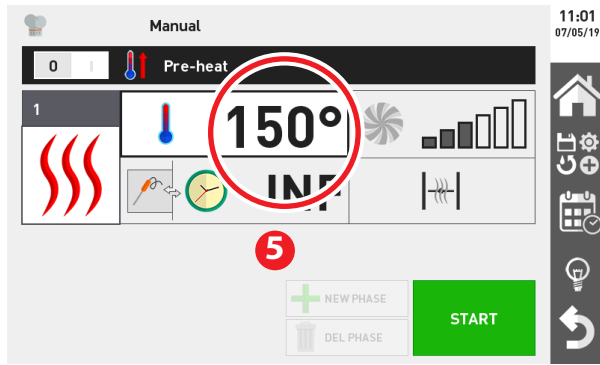 Manual
11:01
07/05/19
0 I Pre-heat
1
150°
INF
5
NEW PHASE
DEL PHASE
START